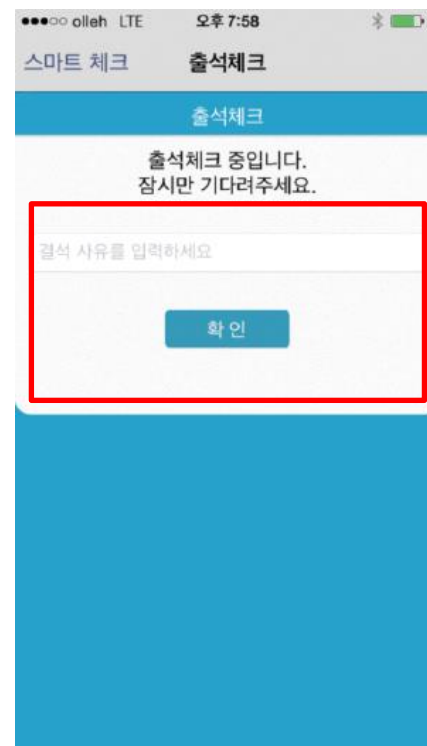 olleh LTE 오후 7:58
스마트 체크 출석체크
출석체크
출석체크 중입니다.
잠시만 기다려주세요.
결석 사유를 입력하세요
확인